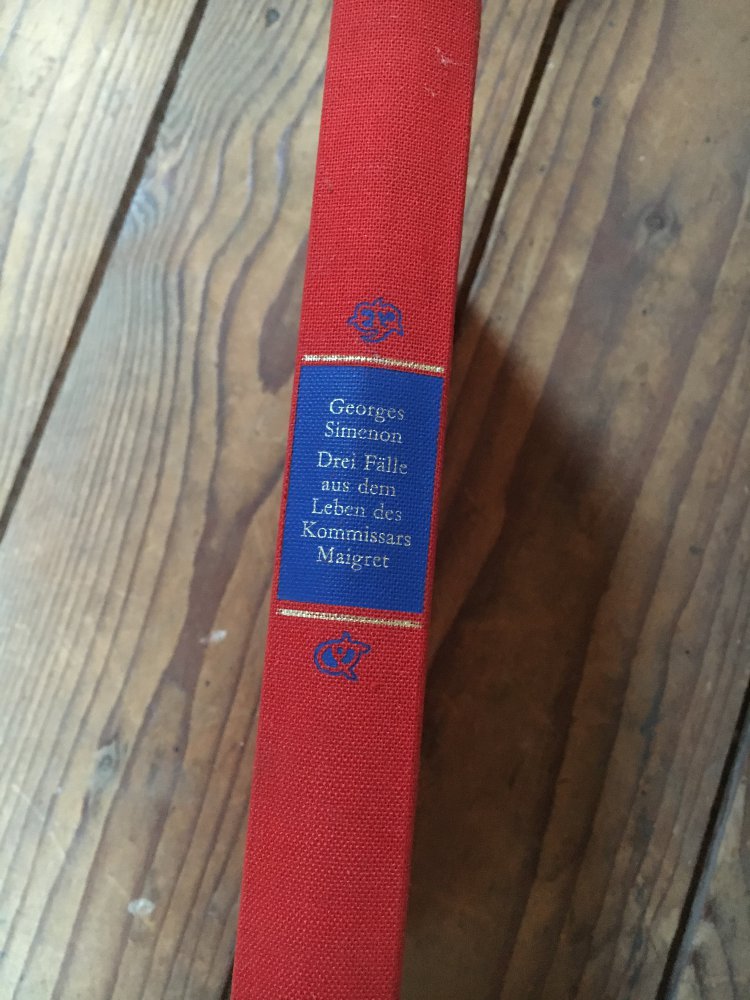 Georges
Simenon
Drei Fälle
aus dem
Leben des
Kommissars
Maigret